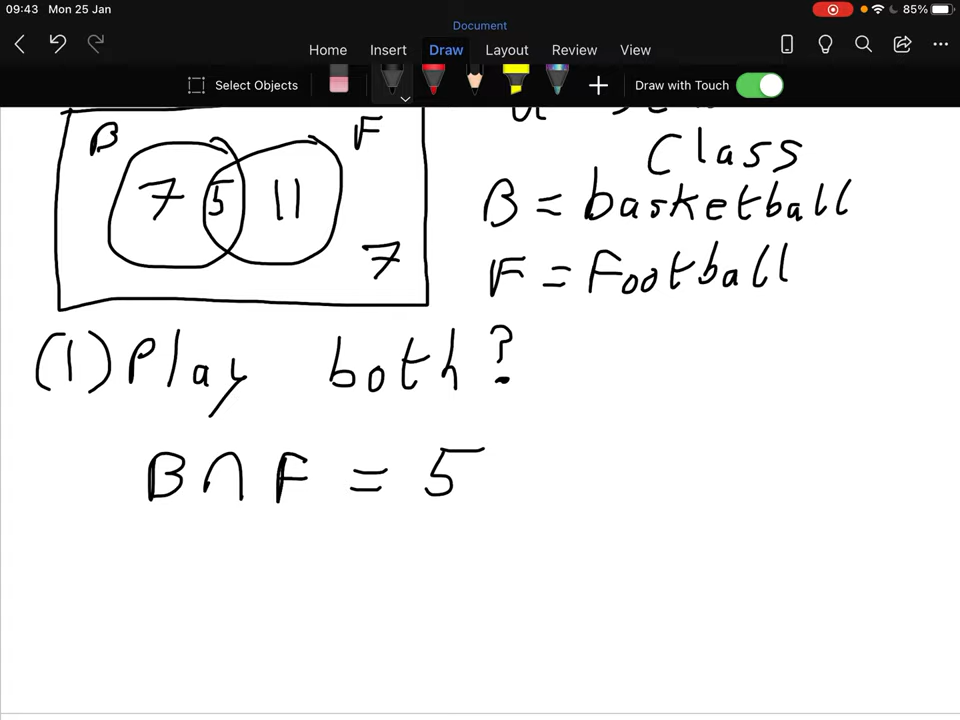 09:43 Mon 25 Jan 85%
Document
Home Insert Draw Layout Review View
Select Objects Draw with Touch
B F
Class
7 5 11
B = basketball
7
F = Football
(1) Play both?
B∩F = 5